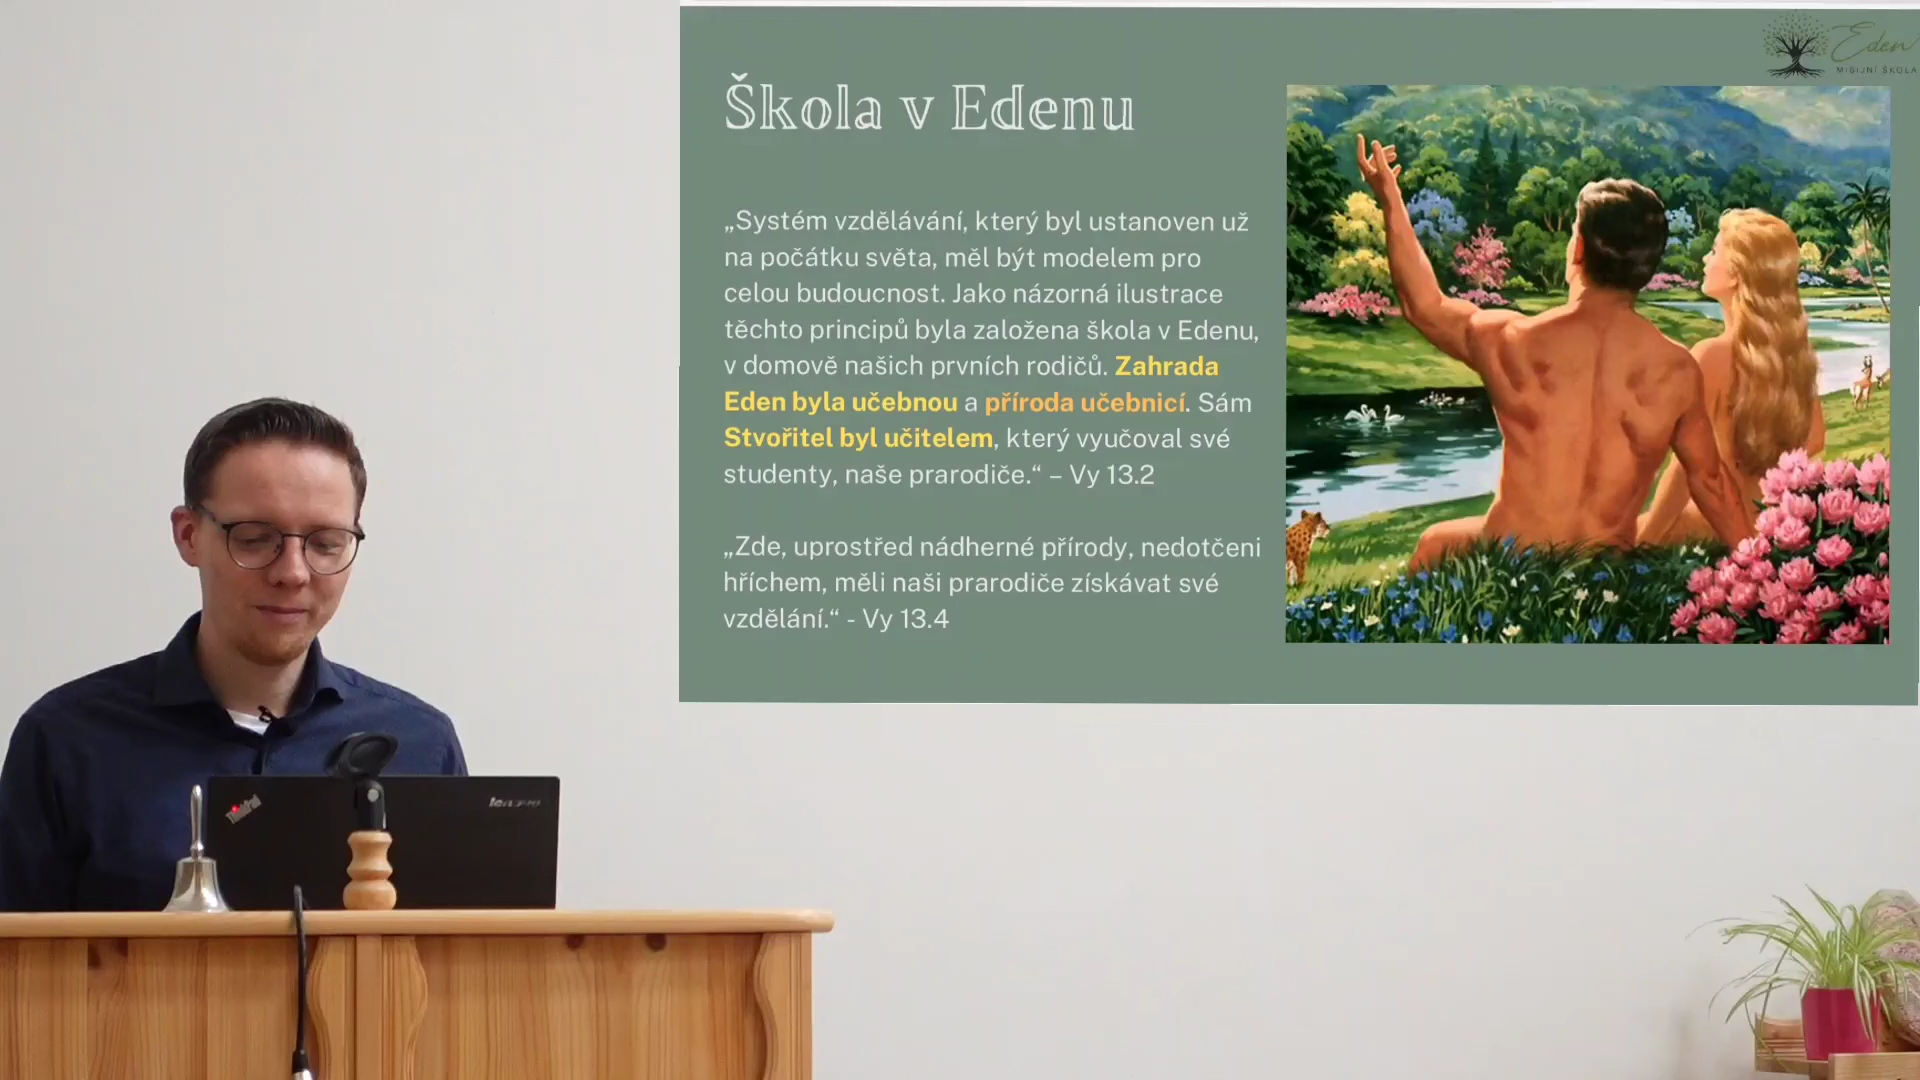 Eden
MISIJNÍ ŠKOLA
Škola v Edenu
„Systém vzdělávání, který byl ustanoven už
na počátku světa, měl být modelem pro
celou budoucnost. Jako názorná ilustrace
těchto principů byla založena škola v Edenu,
v domově našich prvních rodičů. Zahrada
Eden byla učebnou a příroda učebnicí. Sám
Stvořitel byl učitelem, který vyučoval své
studenty, naše prarodiče.“ – Vy 13.2
„Zde, uprostřed nádherné přírody, nedotčeni
hříchem, měli naši prarodiče získávat své
vzdělání.“ - Vy 13.4
ThinkPad
lenovo